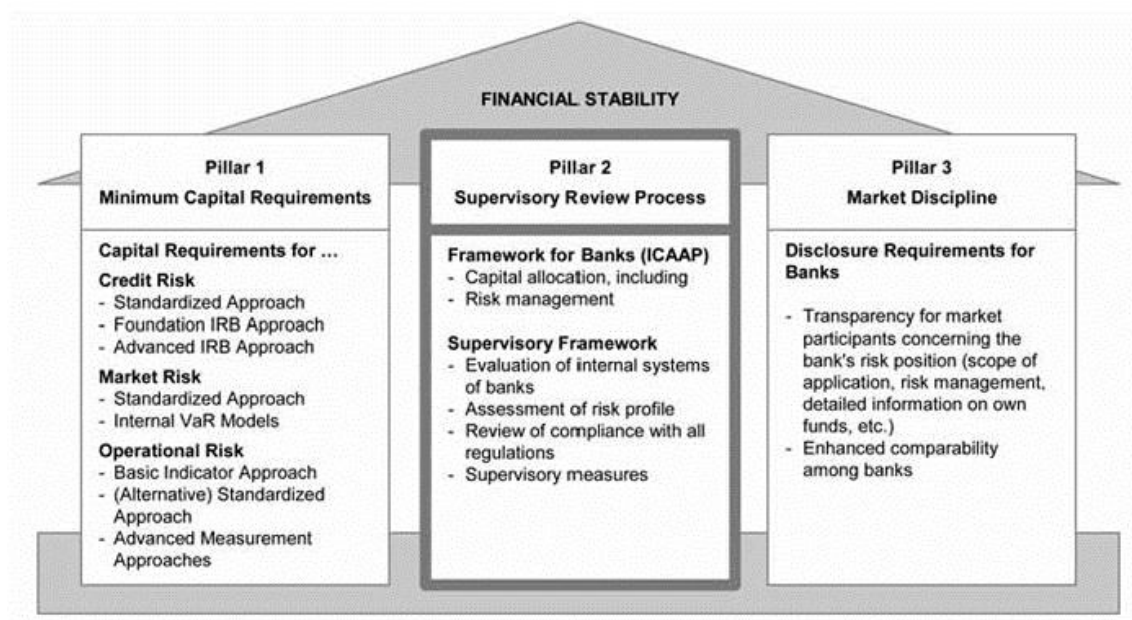 FINANCIAL STABILITY
Pillar 1
Minimum Capital Requirements
Capital Requirements for ...
Credit Risk
- Standardized Approach
- Foundation IRB Approach
- Advanced IRB Approach
Market Risk
- Standardized Approach
- Internal VaR Models
Operational Risk
- Basic Indicator Approach
- (Alternative) Standardized
Approach
- Advanced Measurement
Approaches
Pillar 2
Supervisory Review Process
Framework for Banks (ICAAP)
- Capital allocation, including
- Risk management
Supervisory Framework
- Evaluation of internal systems
of banks
- Assessment of risk profile
- Review of compliance with all
regulations
- Supervisory measures
Pillar 3
Market Discipline
Disclosure Requirements for
Banks
- Transparency for market
participants concerning the
bank's risk position (scope of
application, risk management,
detailed information on own
funds, etc.)
- Enhanced comparability
among banks